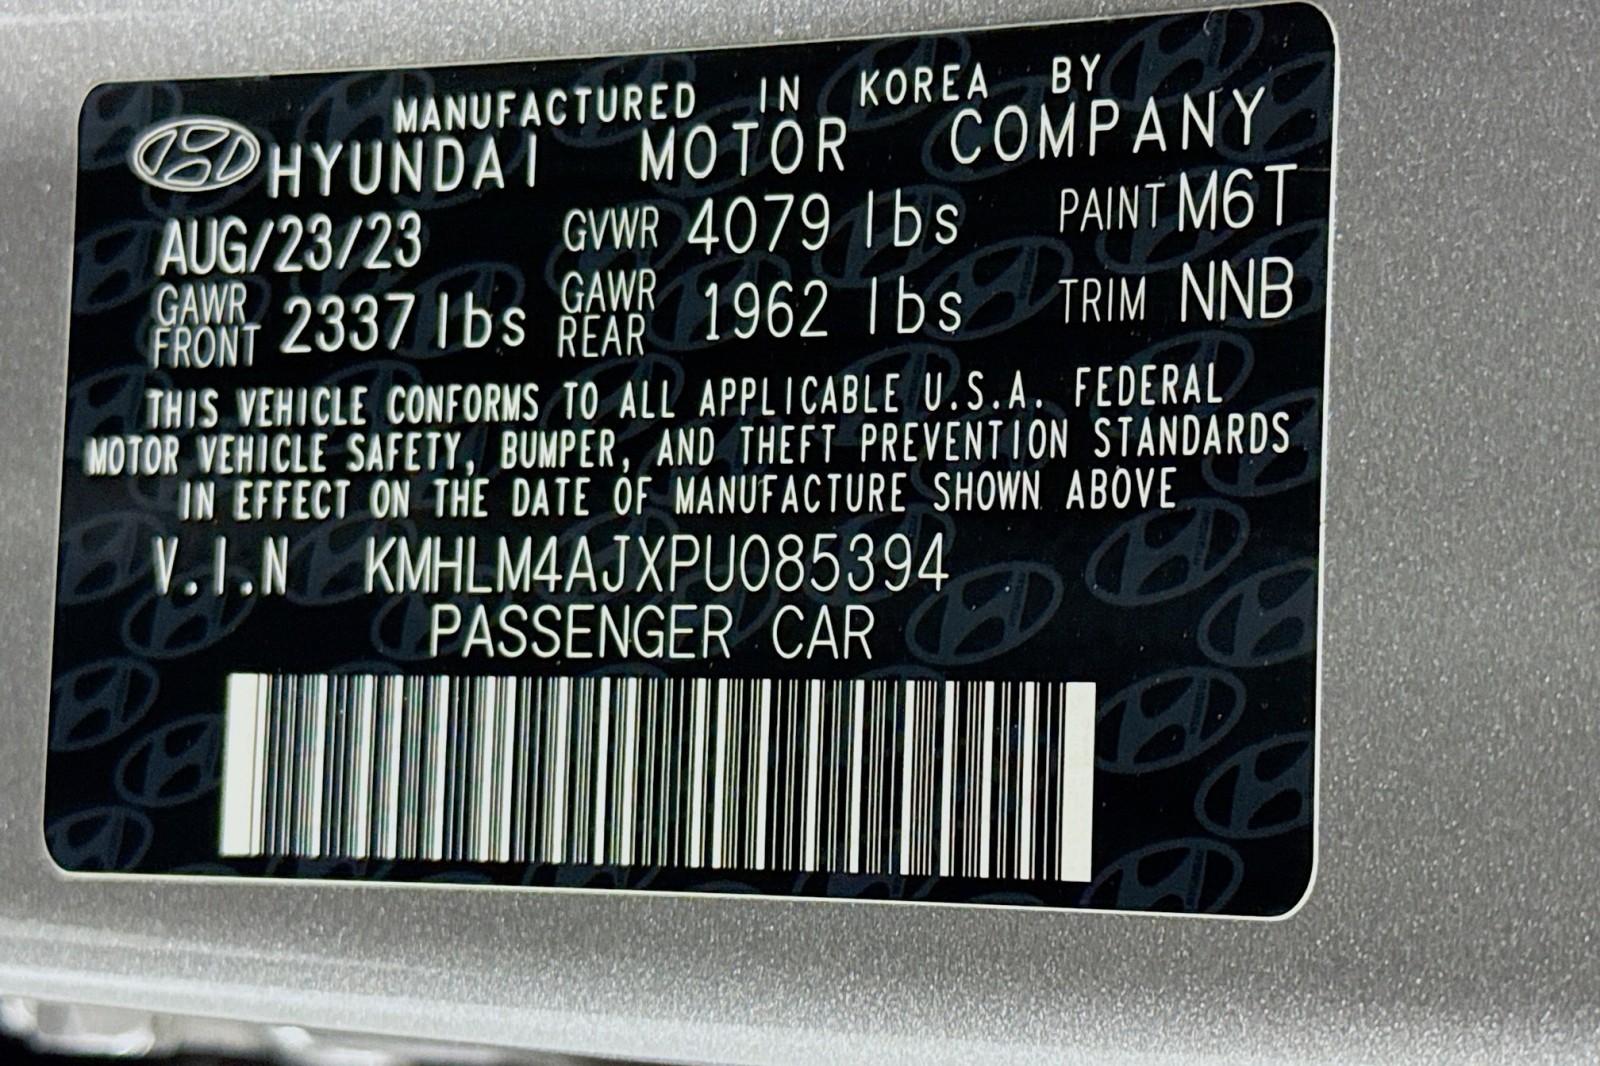 MANUFACTURED IN KOREA BY
HYUNDAI MOTOR COMPANY
AUG/23/23 GVWR 4079 lbs PAINT M6T
GAWR FRONT 2337 lbs GAWR REAR 1962 lbs TRIM NNB
THIS VEHICLE CONFORMS TO ALL APPLICABLE U.S.A. FEDERAL
MOTOR VEHICLE SAFETY, BUMPER, AND THEFT PREVENTION STANDARDS
IN EFFECT ON THE DATE OF MANUFACTURE SHOWN ABOVE
V.I.N KMHLM4AJXPU085394
PASSENGER CAR